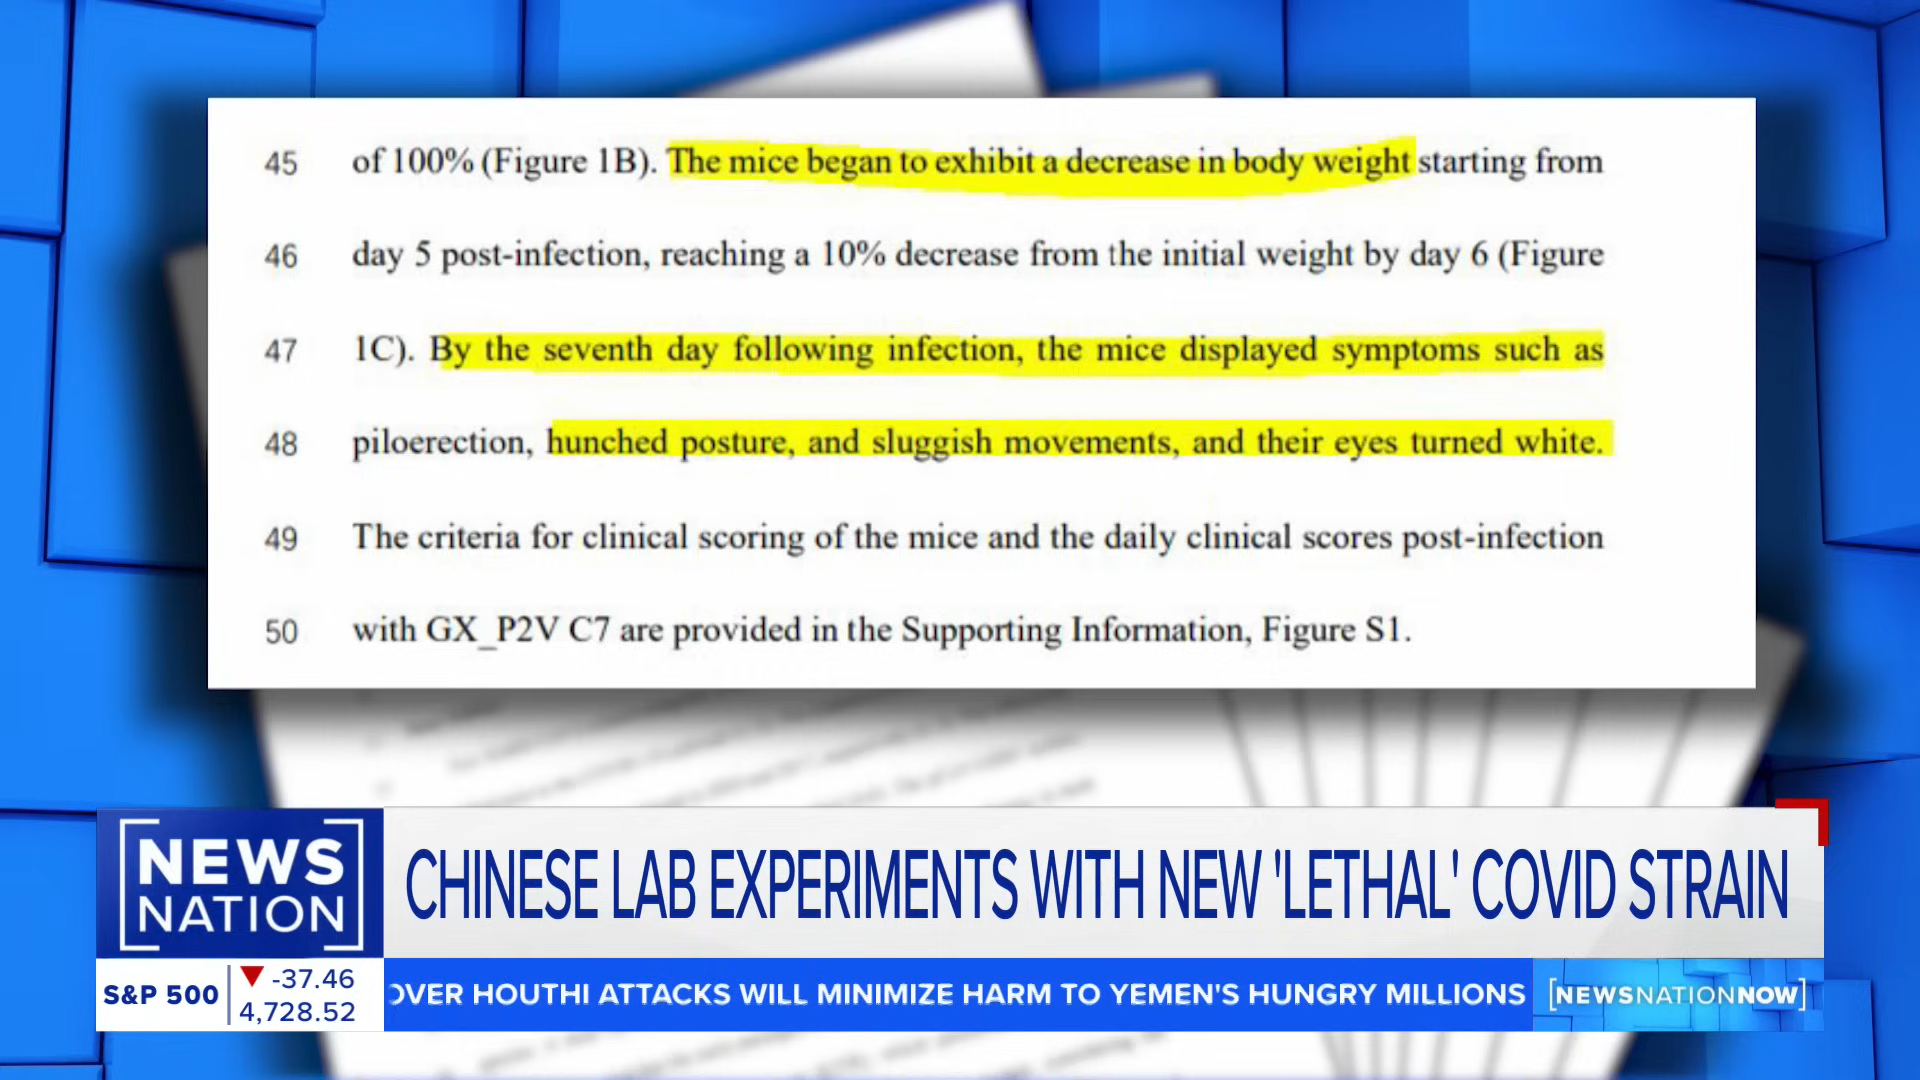 45 of 100% (Figure 1B). The mice began to exhibit a decrease in body weight starting from
46 day 5 post-infection, reaching a 10% decrease from the initial weight by day 6 (Figure
47 1C). By the seventh day following infection, the mice displayed symptoms such as
48 piloerection, hunched posture, and sluggish movements, and their eyes turned white.
49 The criteria for clinical scoring of the mice and the daily clinical scores post-infection
50 with GX_P2V C7 are provided in the Supporting Information, Figure S1.
NEWS
NATION
CHINESE LAB EXPERIMENTS WITH NEW 'LETHAL' COVID STRAIN
S&P 500
-37.46
4,728.52
OVER HOUTHI ATTACKS WILL MINIMIZE HARM TO YEMEN'S HUNGRY MILLIONS
[NEWSNATIONNOW]